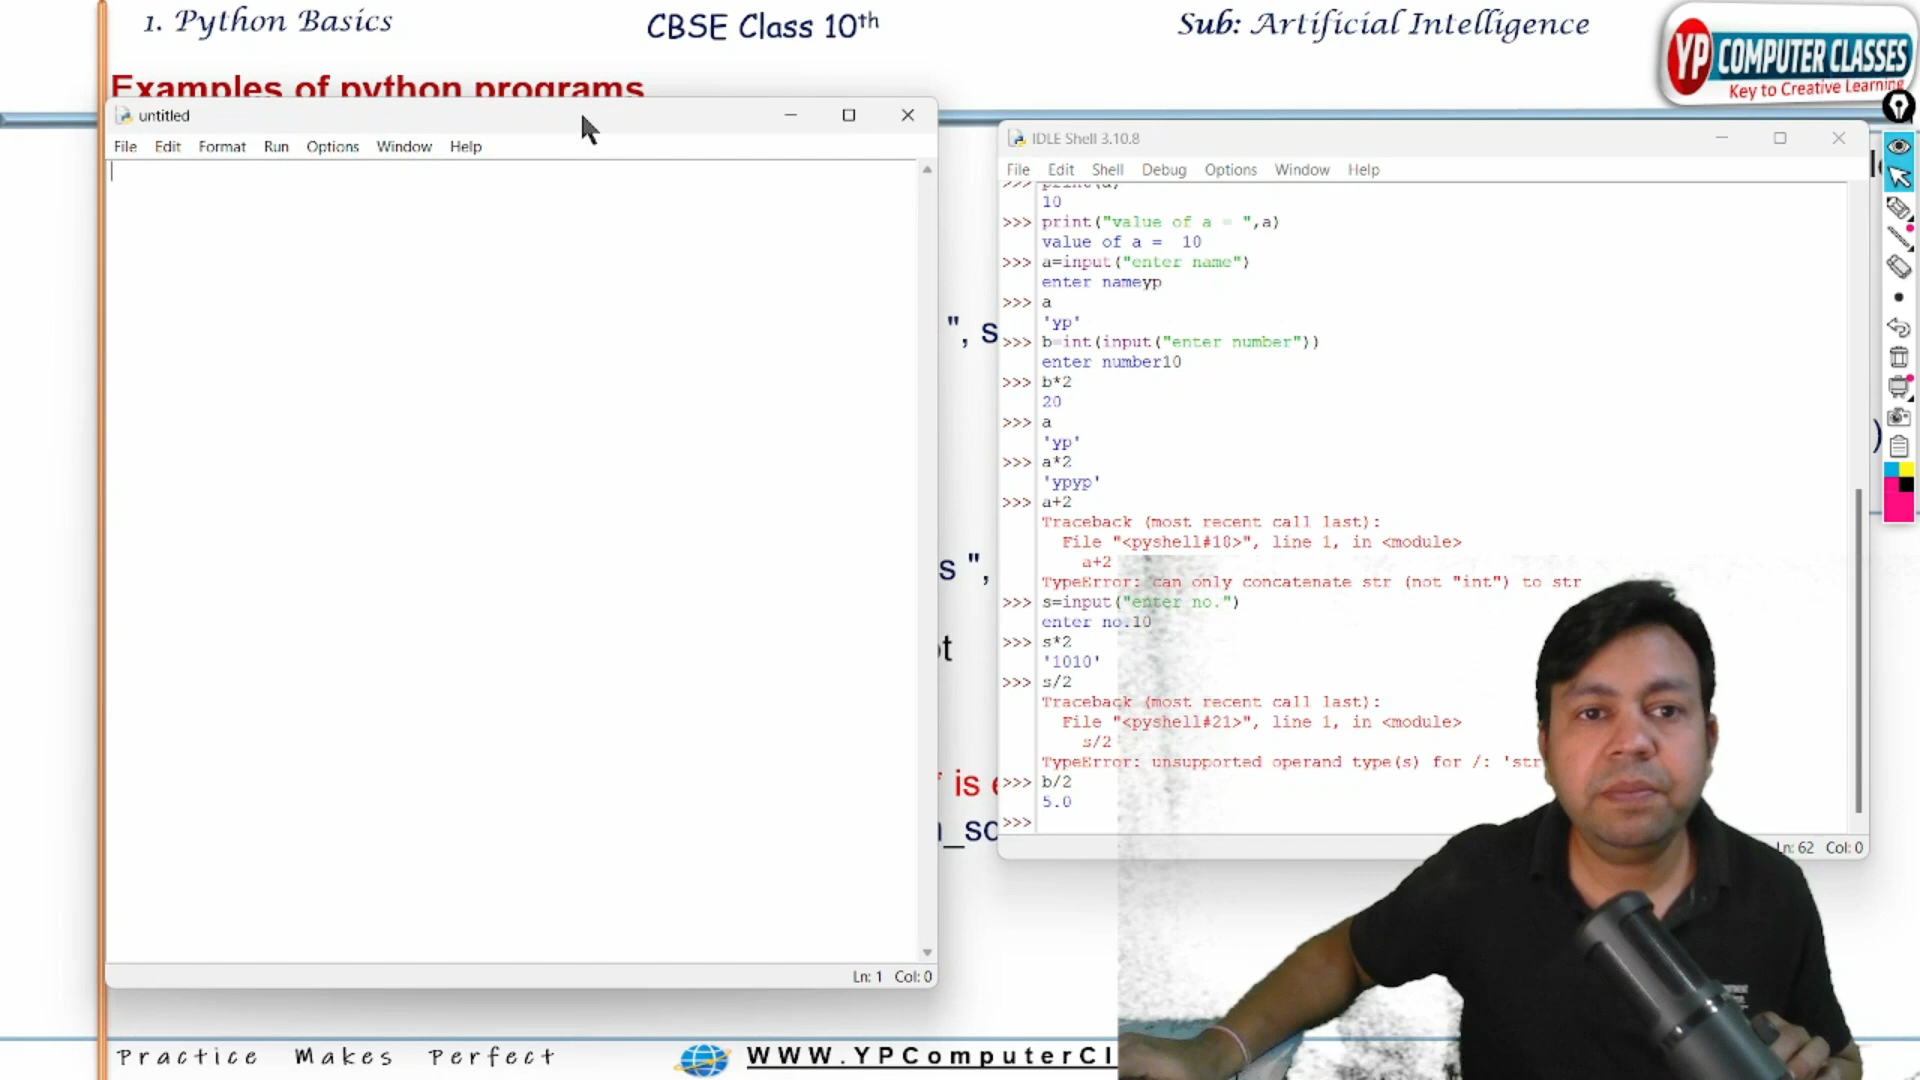 1. Python Basics
CBSE Class 10th
Sub: Artificial Intelligence
YP COMPUTER CLASSES
Key to Creative Learning
Examples of python programs
untitled
File Edit Format Run Options Window Help
Ln: 1 Col: 0
", s
s ",
is
IDLE Shell 3.10.8
File Edit Shell Debug Options Window Help
>>> print(a)
10
>>> print("value of a = ",a)
value of a =  10
>>> a=input("enter name")
enter nameyp
>>> a
'yp'
>>> b=int(input("enter number"))
enter number10
>>> b*2
20
>>> a
'yp'
>>> a*2
'ypyp'
>>> a+2
Traceback (most recent call last):
File "<pyshell#18>", line 1, in <module>
a+2
TypeError: can only concatenate str (not "int") to str
>>> s=input("enter no.")
enter no.10
>>> s*2
'1010'
>>> s/2
Traceback (most recent call last):
File "<pyshell#21>", line 1, in <module>
s/2
TypeError: unsupported operand type(s) for /: 'str
>>> b/2
5.0
>>>
Ln: 62 Col: 0
)
Practice Makes Perfect
WWW.YPComputerCl